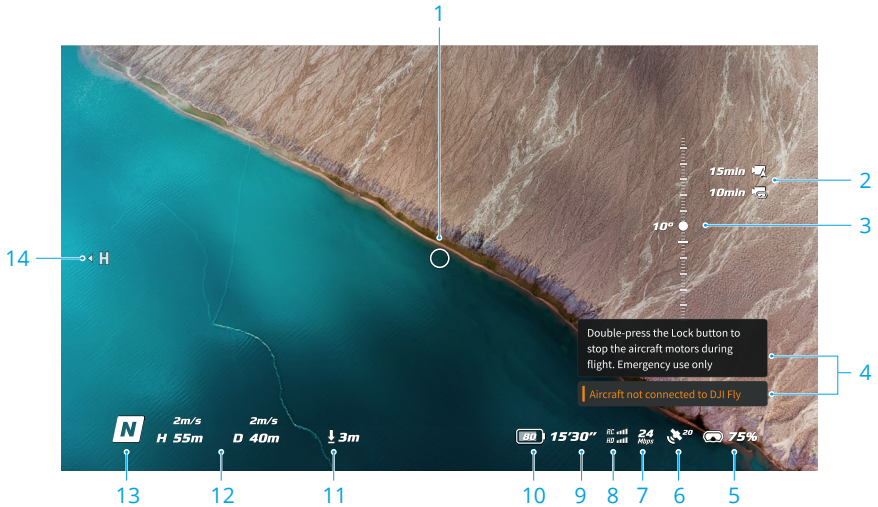 1
15min
10min
2
10°
3
14
H
Double-press the Lock button to
stop the aircraft motors during
flight. Emergency use only
Aircraft not connected to DJI Fly
4
N
2m/s
H 55m
2m/s
D 40m
3m
80
15'30"
RC
HD
24
Mbps
20
75%
13
12
11
10
9
8
7
6
5